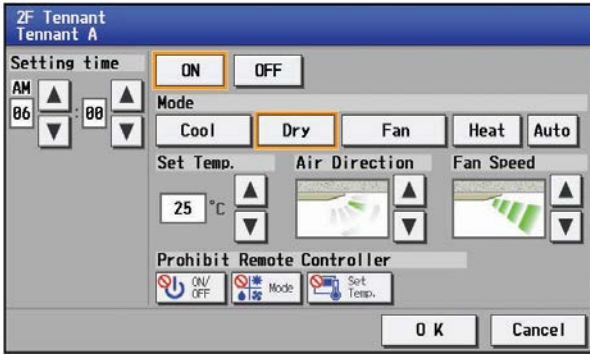 2F Tennant
Tennant A
Setting time
ON OFF
AM
06 : 00
Mode
Cool Dry Fan Heat Auto
Set Temp. Air Direction Fan Speed
25 °C
Prohibit Remote Controller
ON/OFF Mode Set Temp.
OK Cancel